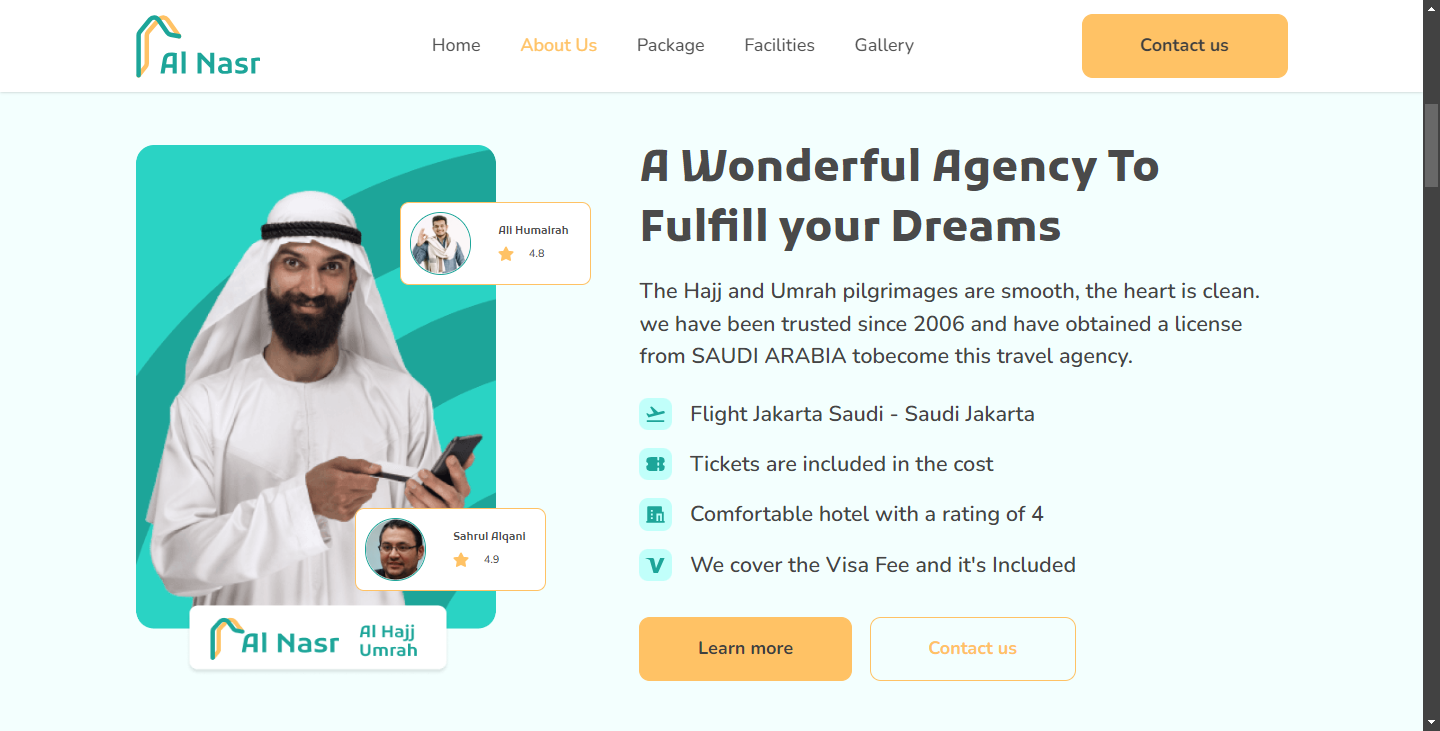 Al Nasr
Home
About Us
Package
Facilities
Gallery
Contact us
Ali Humairah
4.8
Sahrul Alqani
4.9
Al Nasr
Al Hajj
Umrah
A Wonderful Agency To
Fulfill your Dreams
The Hajj and Umrah pilgrimages are smooth, the heart is clean.
we have been trusted since 2006 and have obtained a license
from SAUDI ARABIA tobecome this travel agency.
Flight Jakarta Saudi - Saudi Jakarta
Tickets are included in the cost
Comfortable hotel with a rating of 4
We cover the Visa Fee and it's Included
Learn more
Contact us